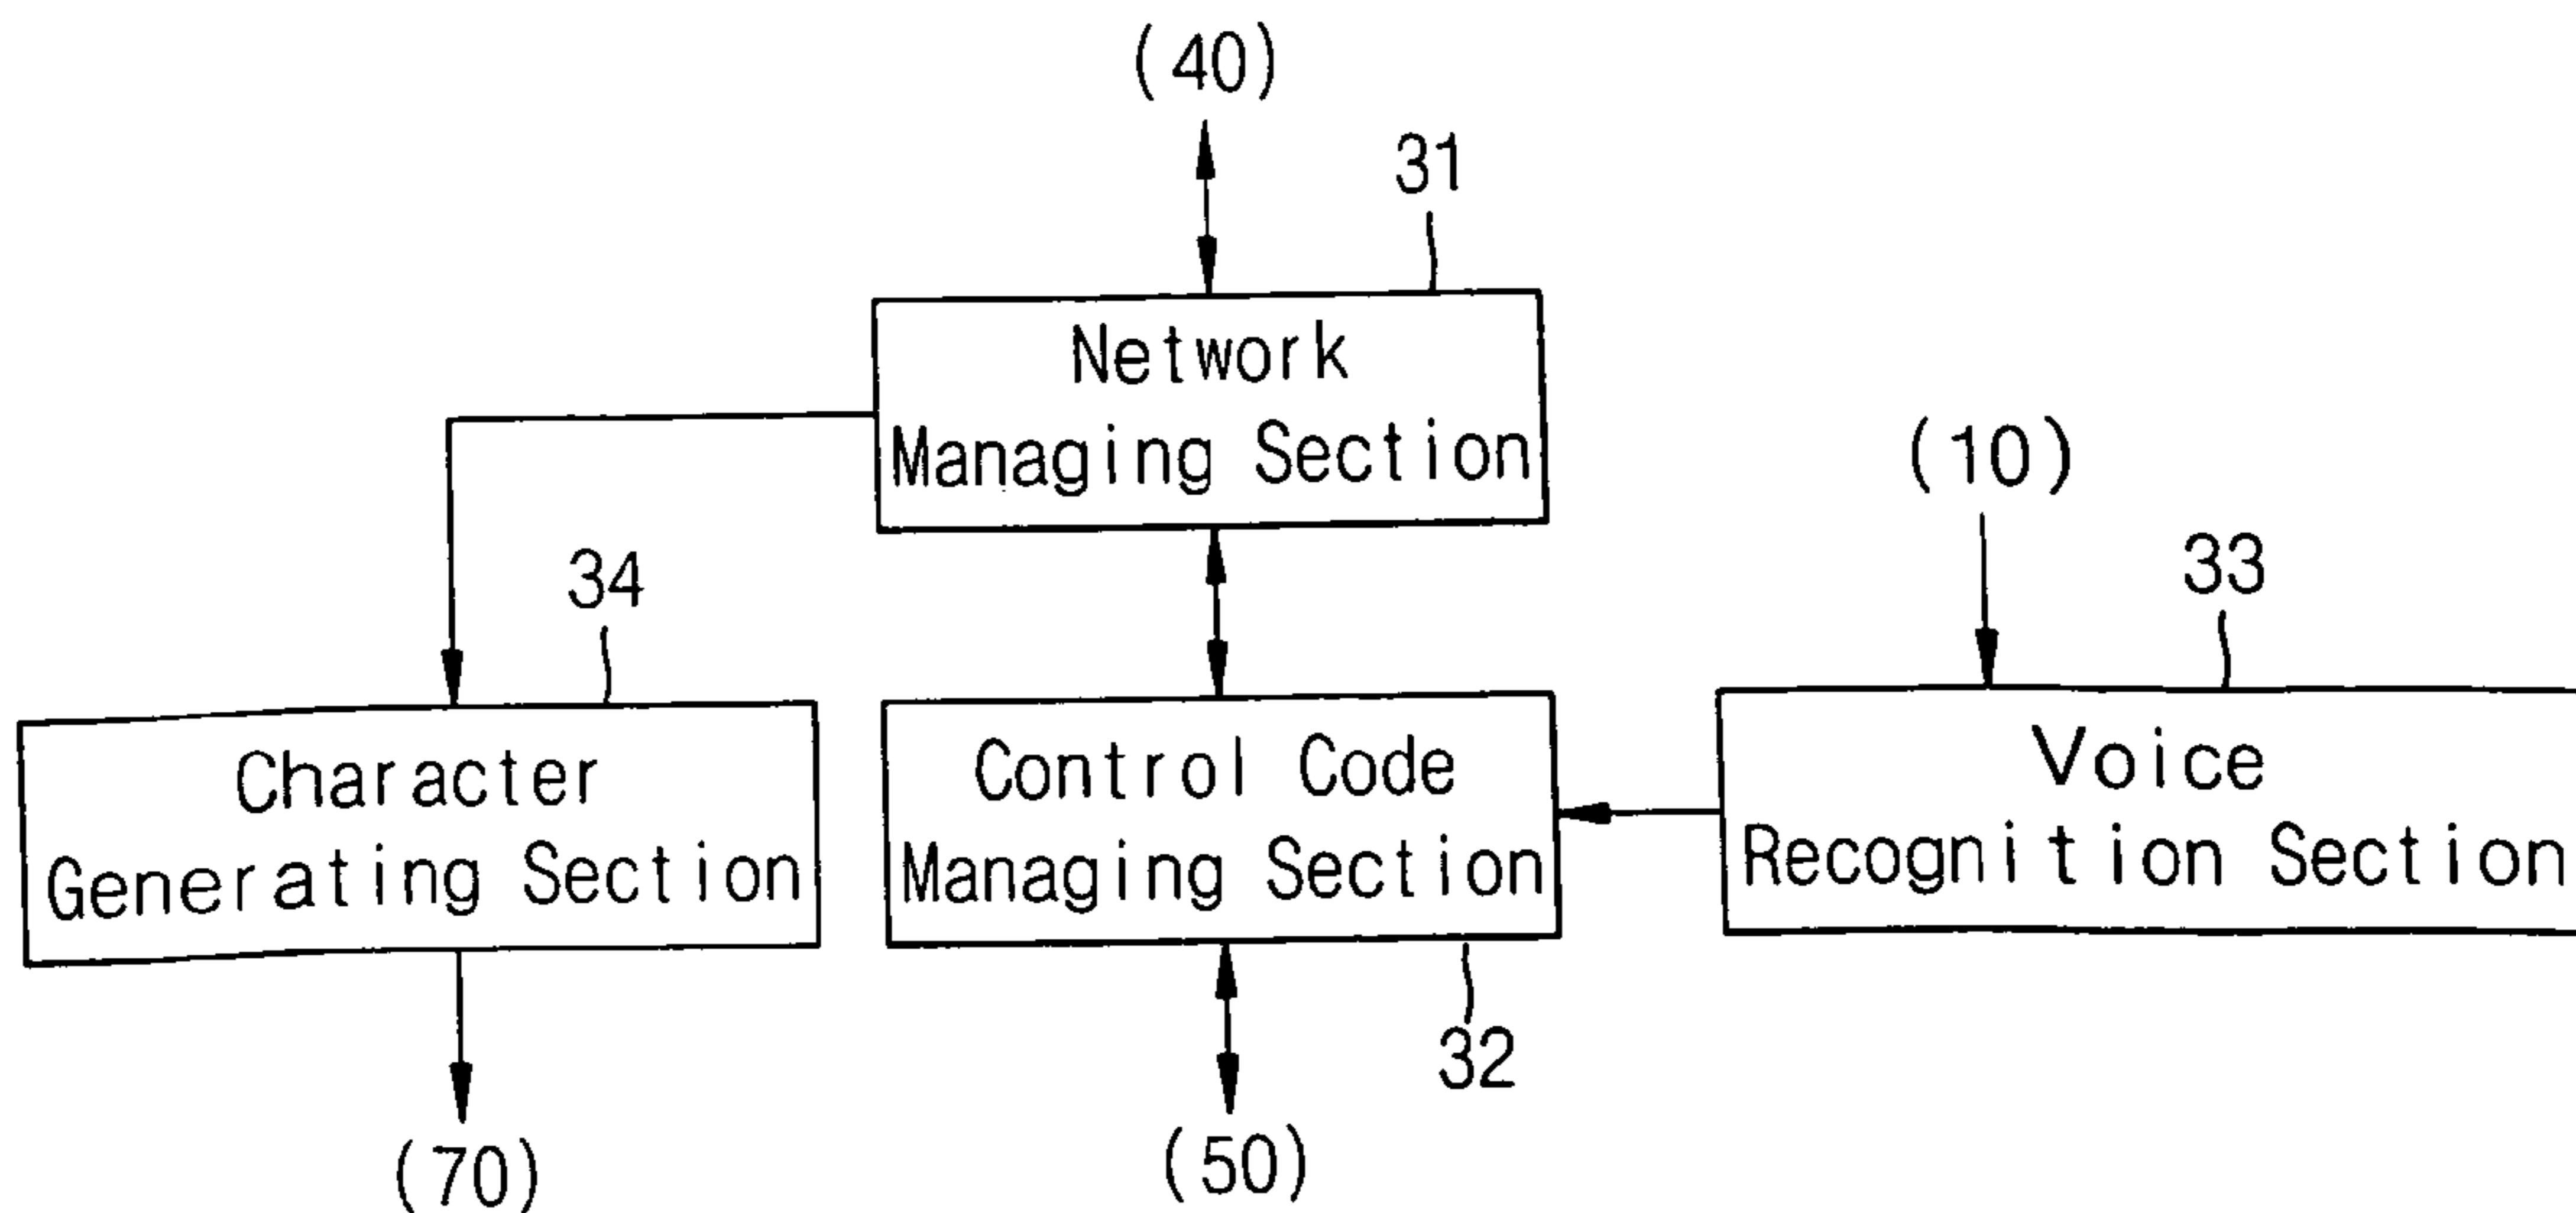 (40)
31
Network
Managing Section
(10)
34
33
Character
Generating Section
Control Code
Managing Section
Voice
Recognition Section
32
(70)
(50)